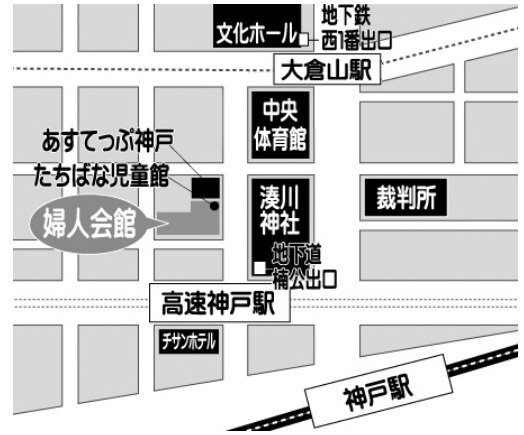 文化ホール
地下鉄
西1番出口
大倉山駅
中央
体育館
あすてっぷ神戸
たちばな児童館
婦人会館
湊川
神社
裁判所
地下道
楠公出口
高速神戸駅
チサンホテル
神戸駅